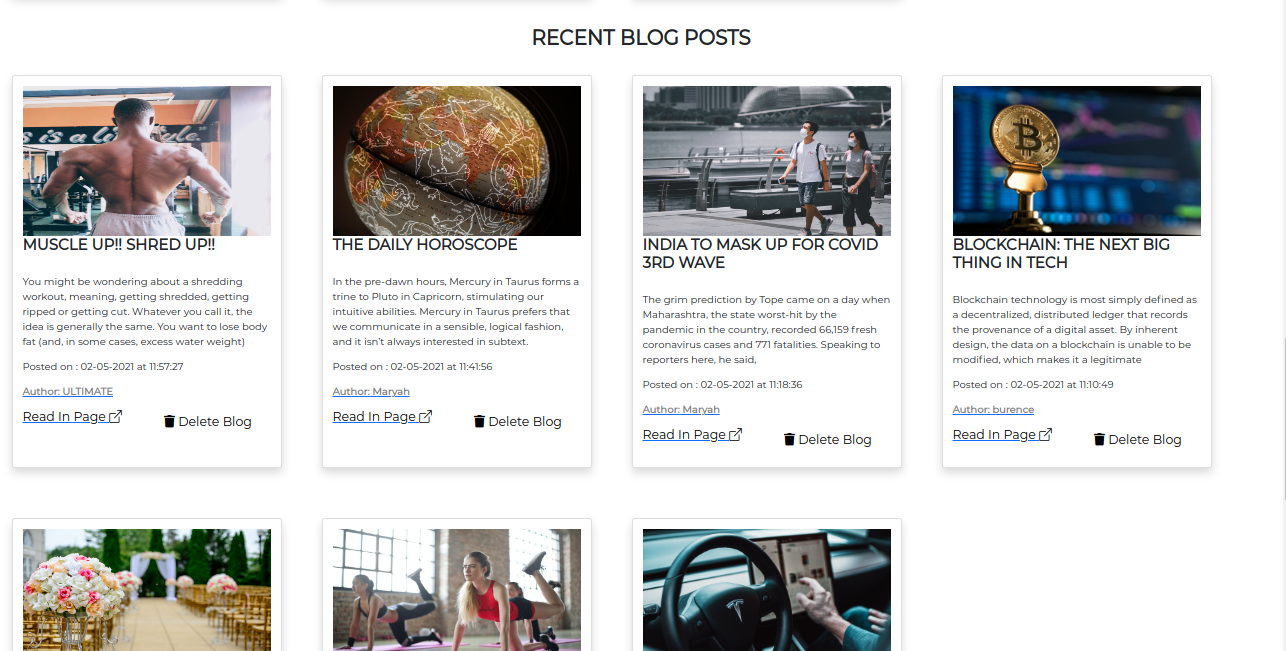 RECENT BLOG POSTS
is a lifestyle
MUSCLE UP!! SHRED UP!!
You might be wondering about a shredding
workout, meaning, getting shredded, getting
ripped or getting cut. Whatever you call it, the
idea is generally the same. You want to lose body
fat (and, in some cases, excess water weight)
Posted on : 02-05-2021 at 11:57:27
Author: ULTIMATE
Read In Page
Delete Blog
THE DAILY HOROSCOPE
In the pre-dawn hours, Mercury in Taurus forms a
trine to Pluto in Capricorn, stimulating our
intuitive abilities. Mercury in Taurus prefers that
we communicate in a sensible, logical fashion,
and it isn't always interested in subtext.
Posted on : 02-05-2021 at 11:41:56
Author: Maryah
Read In Page
Delete Blog
INDIA TO MASK UP FOR COVID
3RD WAVE
The grim prediction by Tope came on a day when
Maharashtra, the state worst-hit by the
pandemic in the country, recorded 66,159 fresh
coronavirus cases and 771 fatalities. Speaking to
reporters here, he said,
Posted on : 02-05-2021 at 11:18:36
Author: Maryah
Read In Page
Delete Blog
BLOCKCHAIN: THE NEXT BIG
THING IN TECH
Blockchain technology is most simply defined as
a decentralized, distributed ledger that records
the provenance of a digital asset. By inherent
design, the data on a blockchain is unable to be
modified, which makes it a legitimate
Posted on : 02-05-2021 at 11:10:49
Author: burence
Read In Page
Delete Blog